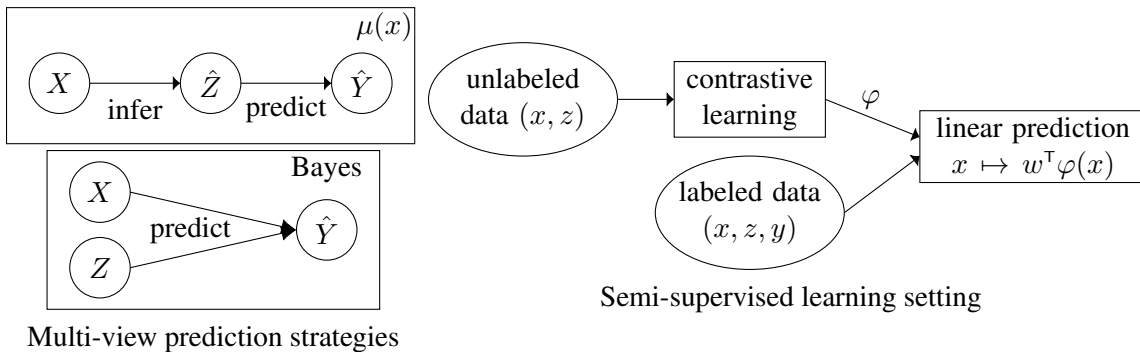 μ(x)
X
Ẑ
Ŷ
infer
predict
Bayes
X
predict
Z
Ŷ
Multi-view prediction strategies
unlabeled
data (x, z)
contrastive
learning
φ
linear prediction
x ↦ w⊤φ(x)
labeled data
(x, z, y)
Semi-supervised learning setting